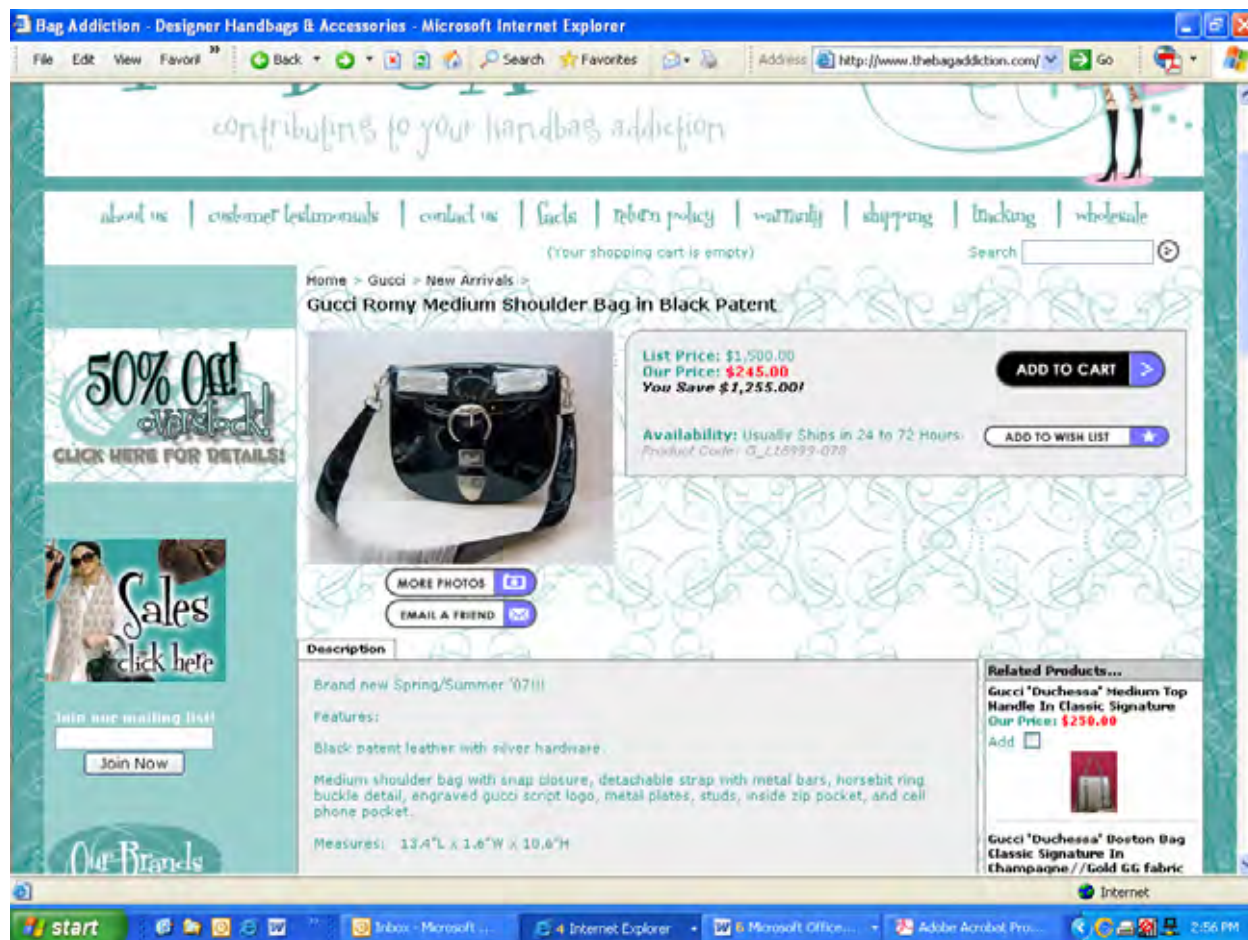 Bag Addiction - Designer Handbags & Accessories - Microsoft Internet Explorer
File Edit View Favorit » Back Search Favorites Address http://www.thebagaddiction.com/ Go
contributing to your handbag addiction
about us | customer testimonials | contact us | facts | return policy | warranty | shipping | tracking | wholesale
(Your shopping cart is empty)
Search
Home > Gucci > New Arrivals >
Gucci Romy Medium Shoulder Bag in Black Patent
50% Off!
overstock!
CLICK HERE FOR DETAILS!
List Price: $1,500.00
Our Price: $245.00
You Save $1,255.00!
ADD TO CART
Availability: Usually Ships in 24 to 72 Hours
ADD TO WISH LIST
Product Code:
MORE PHOTOS
EMAIL A FRIEND
Sales
click here
Join our mailing list!
Join Now
Our Brands
Description
Brand new Spring/Summer '07!!!
Features:
Black patent leather with silver hardware.
Medium shoulder bag with snap closure, detachable strap with metal bars, horsebit ring
buckle detail, engraved gucci script logo, metal plates, studs, inside zip pocket, and cell
phone pocket.
Measures: 13.4"L x 1.6"W x 10.6"H
Related Products...
Gucci "Duchessa" Medium Top
Handle In Classic Signature
Our Price: $250.00
Add
Gucci "Duchessa" Boston Bag
Classic Signature In
Champagne//Gold GG fabric
Internet
start
Inbox - Microsoft ...
4 Internet Explorer
6 Microsoft Office...
Adobe Acrobat Pro...
2:56 PM